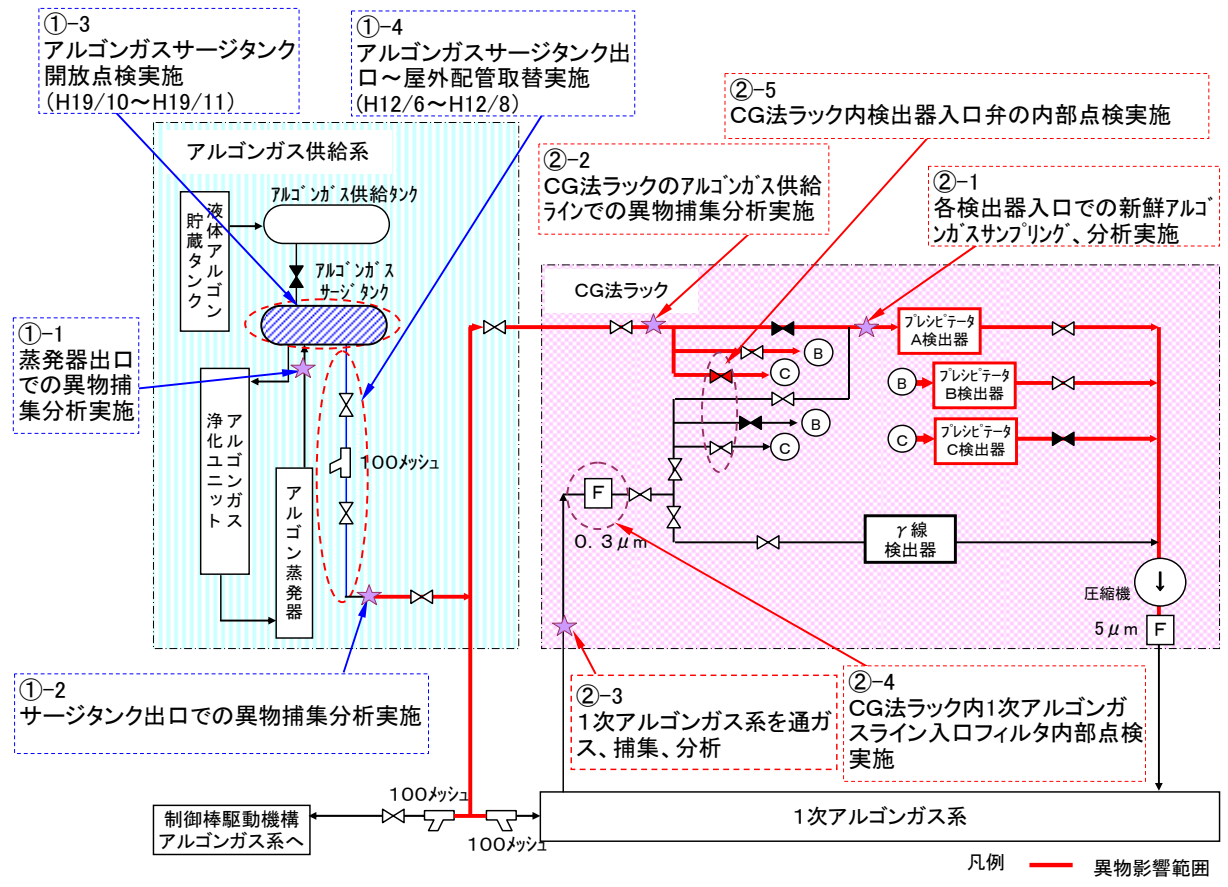 ①-3
アルゴンガスサージタンク
開放点検実施
(H19/10～H19/11)
①-4
アルゴンガスサージタンク出
口～屋外配管取替実施
(H12/6～H12/8)
②-5
CG法ラック内検出器入口弁の内部点検実施
②-2
CG法ラックのアルゴンガス供給
ラインでの異物捕集分析実施
②-1
各検出器入口での新鮮アルゴ
ンガスサンプリング、分析実施
アルゴンガス供給系
液体アルゴン
貯蔵タンク
アルゴンガス供給タンク
アルゴンガス
サージタンク
①-1
蒸発器出口
での異物捕
集分析実施
アルゴンガス
浄化ユニット
アルゴン蒸発器
100メッシュ
CG法ラック
プレシピテータ
A検出器
B
C
B
プレシピテータ
B検出器
B
C
C
プレシピテータ
C検出器
F
0.3μm
γ線
検出器
圧縮機
5μm
F
①-2
サージタンク出口での異物捕集分析実施
②-3
1次アルゴンガス系を通ガ
ス、捕集、分析
②-4
CG法ラック内1次アルゴンガ
スライン入口フィルタ内部点検
実施
制御棒駆動機構
アルゴンガス系へ
100メッシュ
100メッシュ
1次アルゴンガス系
凡例
異物影響範囲